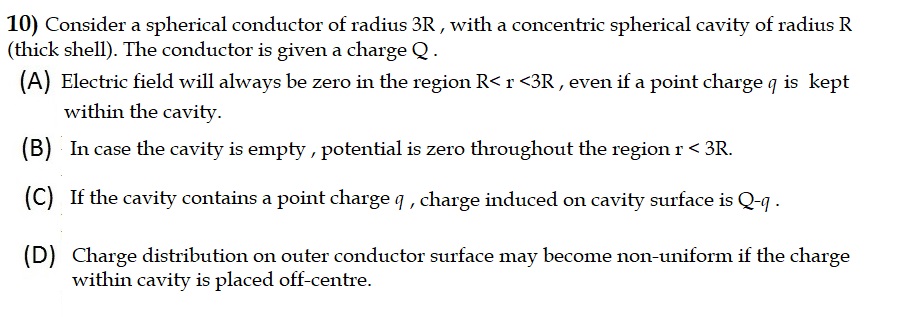 10) Consider a spherical conductor of radius 3R , with a concentric spherical cavity of radius R
(thick shell). The conductor is given a charge Q .
(A) Electric field will always be zero in the region R< r <3R , even if a point charge q is kept
within the cavity.
(B) In case the cavity is empty , potential is zero throughout the region r < 3R.
(C) If the cavity contains a point charge q , charge induced on cavity surface is Q-q .
(D) Charge distribution on outer conductor surface may become non-uniform if the charge
within cavity is placed off-centre.